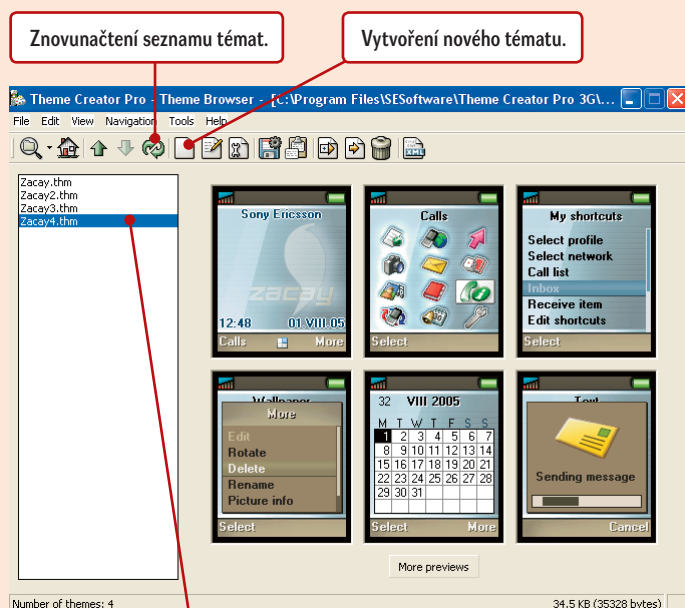 Znovunačtení seznamu témat.
Vytvoření nového tématu.
Theme Creator Pro - Theme Browser - [C:\Program Files\SESoftware\Theme Creator Pro 3G\...
File Edit View Navigation Tools Help
XML
Zacay.thm
Zacay2.thm
Zacay3.thm
Zacay4.thm
Sony Ericsson
zacay
12:48 01-VIII-05
Calls More
Calls
Select
My shortcuts
Select profile
Select network
Call list
Inbox
Receive item
Edit shortcuts
Select
Wallpaper
More
Edit
Rotate
Delete
Rename
Picture info
Select
32 VIII 2005
M T W T F S S
1 2 3 4 5 6 7
8 9 10 11 12 13 14
15 16 17 18 19 20 21
22 23 24 25 26 27 28
29 30 31
Select More
Text
Sending message
Cancel
More previews
Number of themes: 4
34.5 KB (35328 bytes)